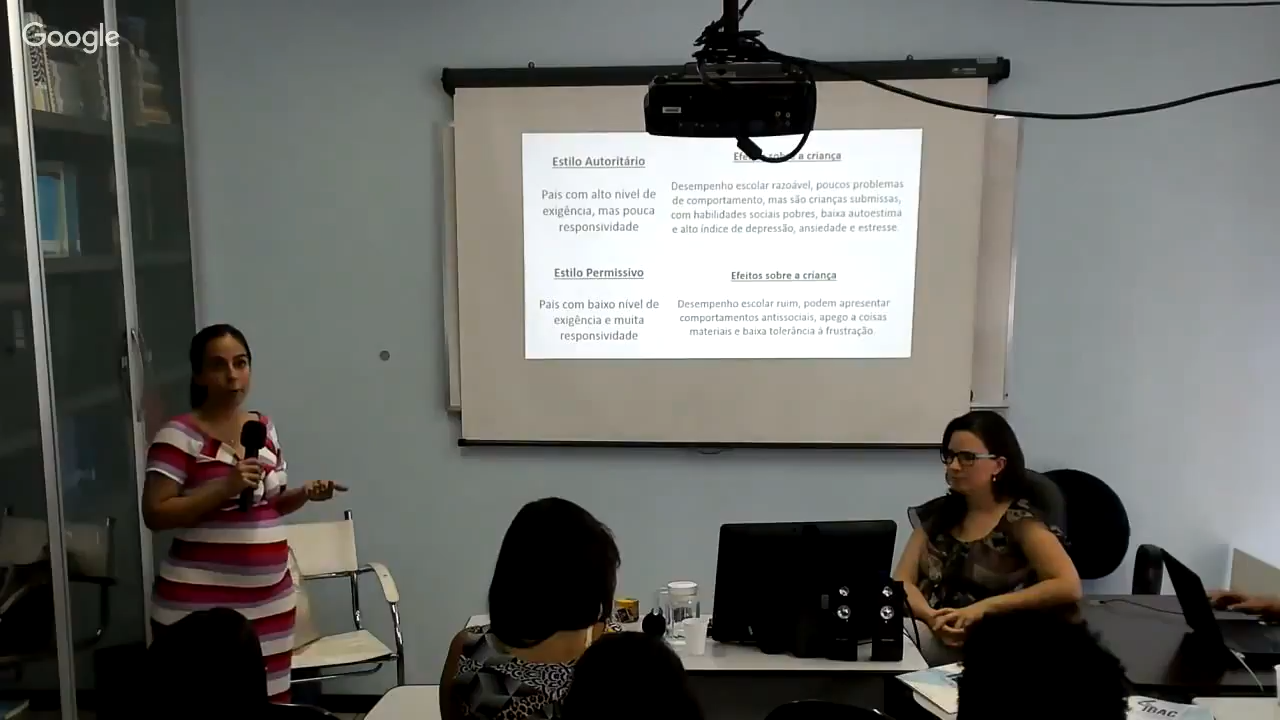 Google
Estilo Autoritário
Pais com alto nível de
exigência, mas pouca
responsividade
a criança
Desempenho escolar razoável, poucos problemas
de comportamento, mas são crianças submissas,
com habilidades sociais pobres, baixa autoestima
e alto índice de depressão, ansiedade e estresse.
Estilo Permissivo
Pais com baixo nível de
exigência e muita
responsividade
Efeitos sobre a criança
Desempenho escolar ruim, podem apresentar
comportamentos antissociais, apego a coisas
materiais e baixa tolerância à frustração.
IBAC